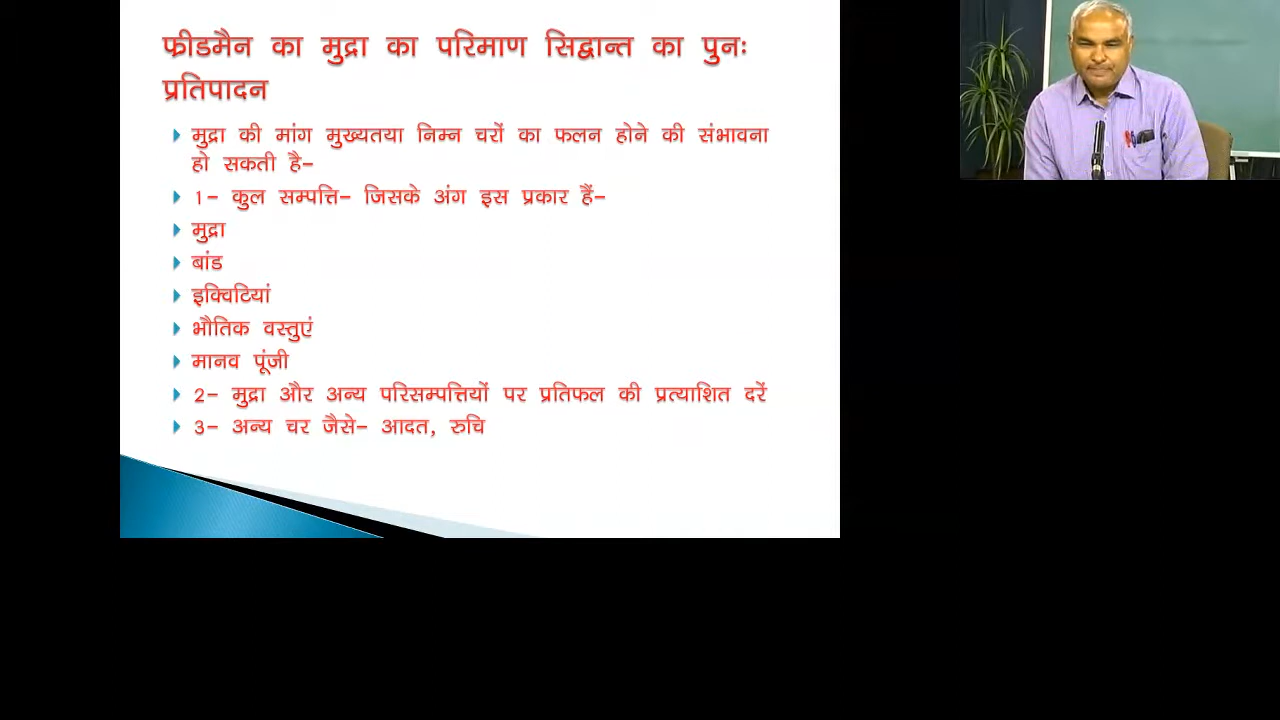 फ्रीडमैन का मुद्रा का परिमाण सिद्वान्त का पुनः
प्रतिपादन
मुद्रा की मांग मुख्यतया निम्न चरों का फलन होने की संभावना
हो सकती है-
1- कुल सम्पत्ति- जिसके अंग इस प्रकार हैं-
मुद्रा
बांड
इक्विटियां
भौतिक वस्तुएं
मानव पूंजी
2- मुद्रा और अन्य परिसम्पत्तियों पर प्रतिफल की प्रत्याशित दरें
3- अन्य चर जैसे- आदत, रुचि